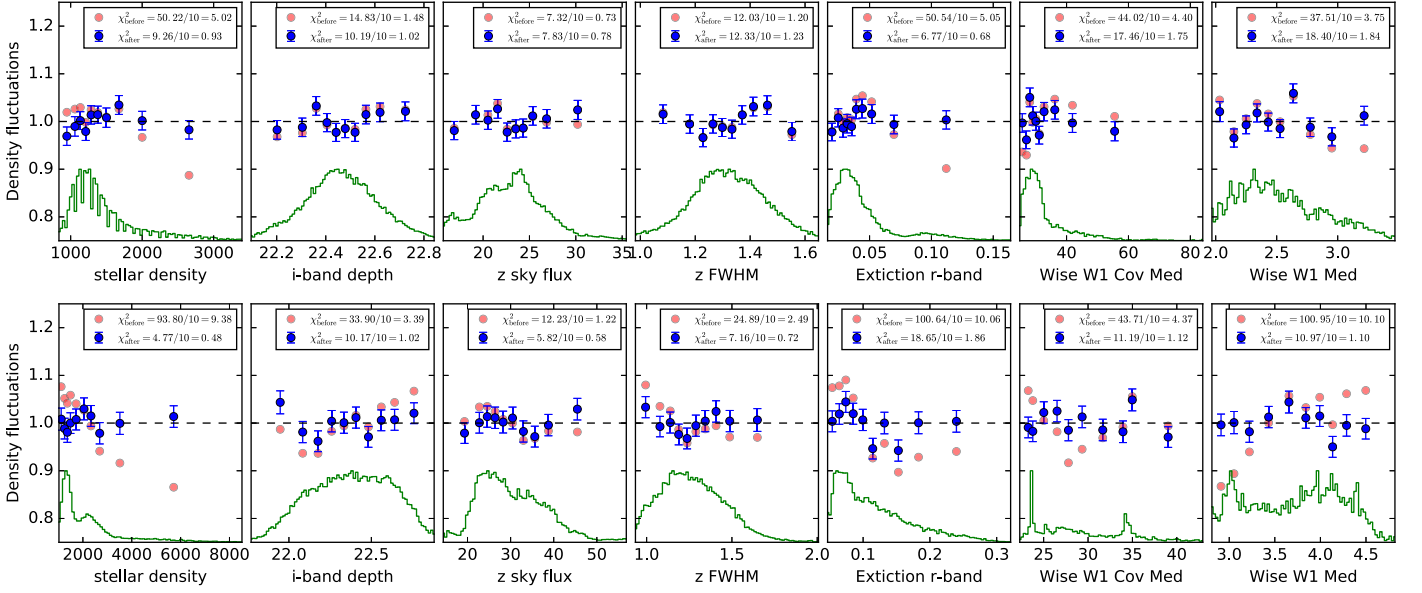 Density fluctuations
1.2
1.1
1.0
0.9
0.8
χ²before = 50.22/10 = 5.02
χ²after = 9.26/10 = 0.93
1000 2000 3000
stellar density
χ²before = 14.83/10 = 1.48
χ²after = 10.19/10 = 1.02
22.2 22.4 22.6 22.8
i-band depth
χ²before = 7.32/10 = 0.73
χ²after = 7.83/10 = 0.78
20 25 30 35
z sky flux
χ²before = 12.03/10 = 1.20
χ²after = 12.33/10 = 1.23
1.0 1.2 1.4 1.6
z FWHM
χ²before = 50.54/10 = 5.05
χ²after = 6.77/10 = 0.68
0.05 0.10 0.15
Extiction r-band
χ²before = 44.02/10 = 4.40
χ²after = 17.46/10 = 1.75
40 60 80
Wise W1 Cov Med
χ²before = 37.51/10 = 3.75
χ²after = 18.40/10 = 1.84
2.0 2.5 3.0
Wise W1 Med
Density fluctuations
1.2
1.1
1.0
0.9
0.8
χ²before = 93.80/10 = 9.38
χ²after = 4.77/10 = 0.48
2000 4000 6000 8000
stellar density
χ²before = 33.90/10 = 3.39
χ²after = 10.17/10 = 1.02
22.0 22.5
i-band depth
χ²before = 12.23/10 = 1.22
χ²after = 5.82/10 = 0.58
20 30 40 50
z sky flux
χ²before = 24.89/10 = 2.49
χ²after = 7.16/10 = 0.72
1.0 1.5 2.0
z FWHM
χ²before = 100.64/10 = 10.06
χ²after = 18.65/10 = 1.86
0.1 0.2 0.3
Extiction r-band
χ²before = 43.71/10 = 4.37
χ²after = 11.19/10 = 1.12
25 30 35 40
Wise W1 Cov Med
χ²before = 100.95/10 = 10.10
χ²after = 10.97/10 = 1.10
3.0 3.5 4.0 4.5
Wise W1 Med